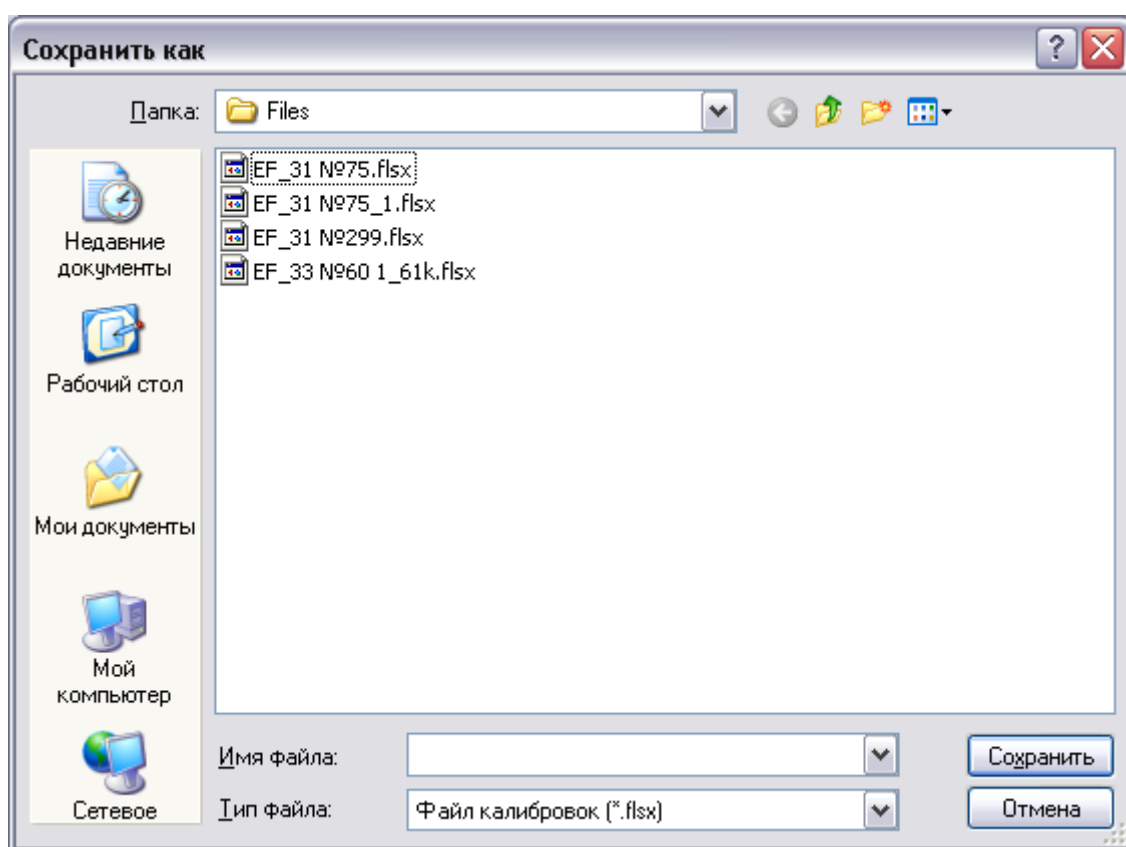 Сохранить как
Папка:
Files
Недавние
документы
Рабочий стол
Мои документы
Мой
компьютер
Сетевое
EF_31 №75.flsx
EF_31 №75_1.flsx
EF_31 №299.flsx
EF_33 №60 1_61k.flsx
Имя файла:
Сохранить
Тип файла:
Файл калибровок (*.flsx)
Отмена